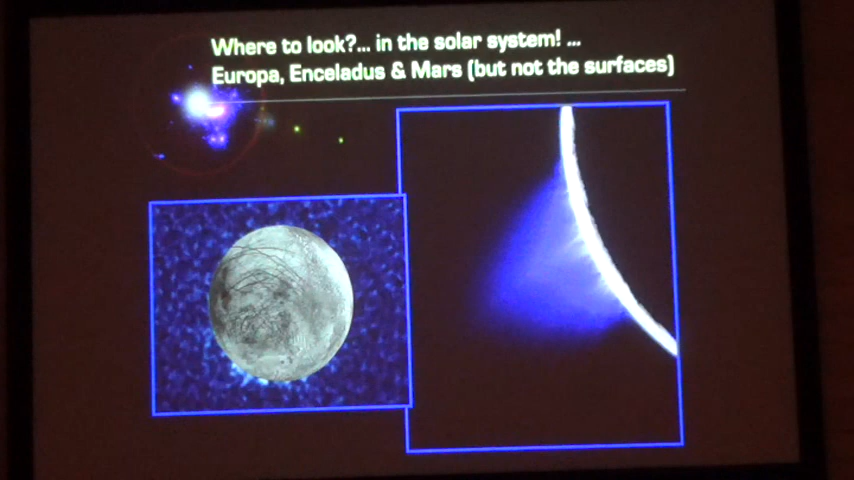 Where to look?... in the solar system! ...
Europa, Enceladus & Mars (but not the surfaces)